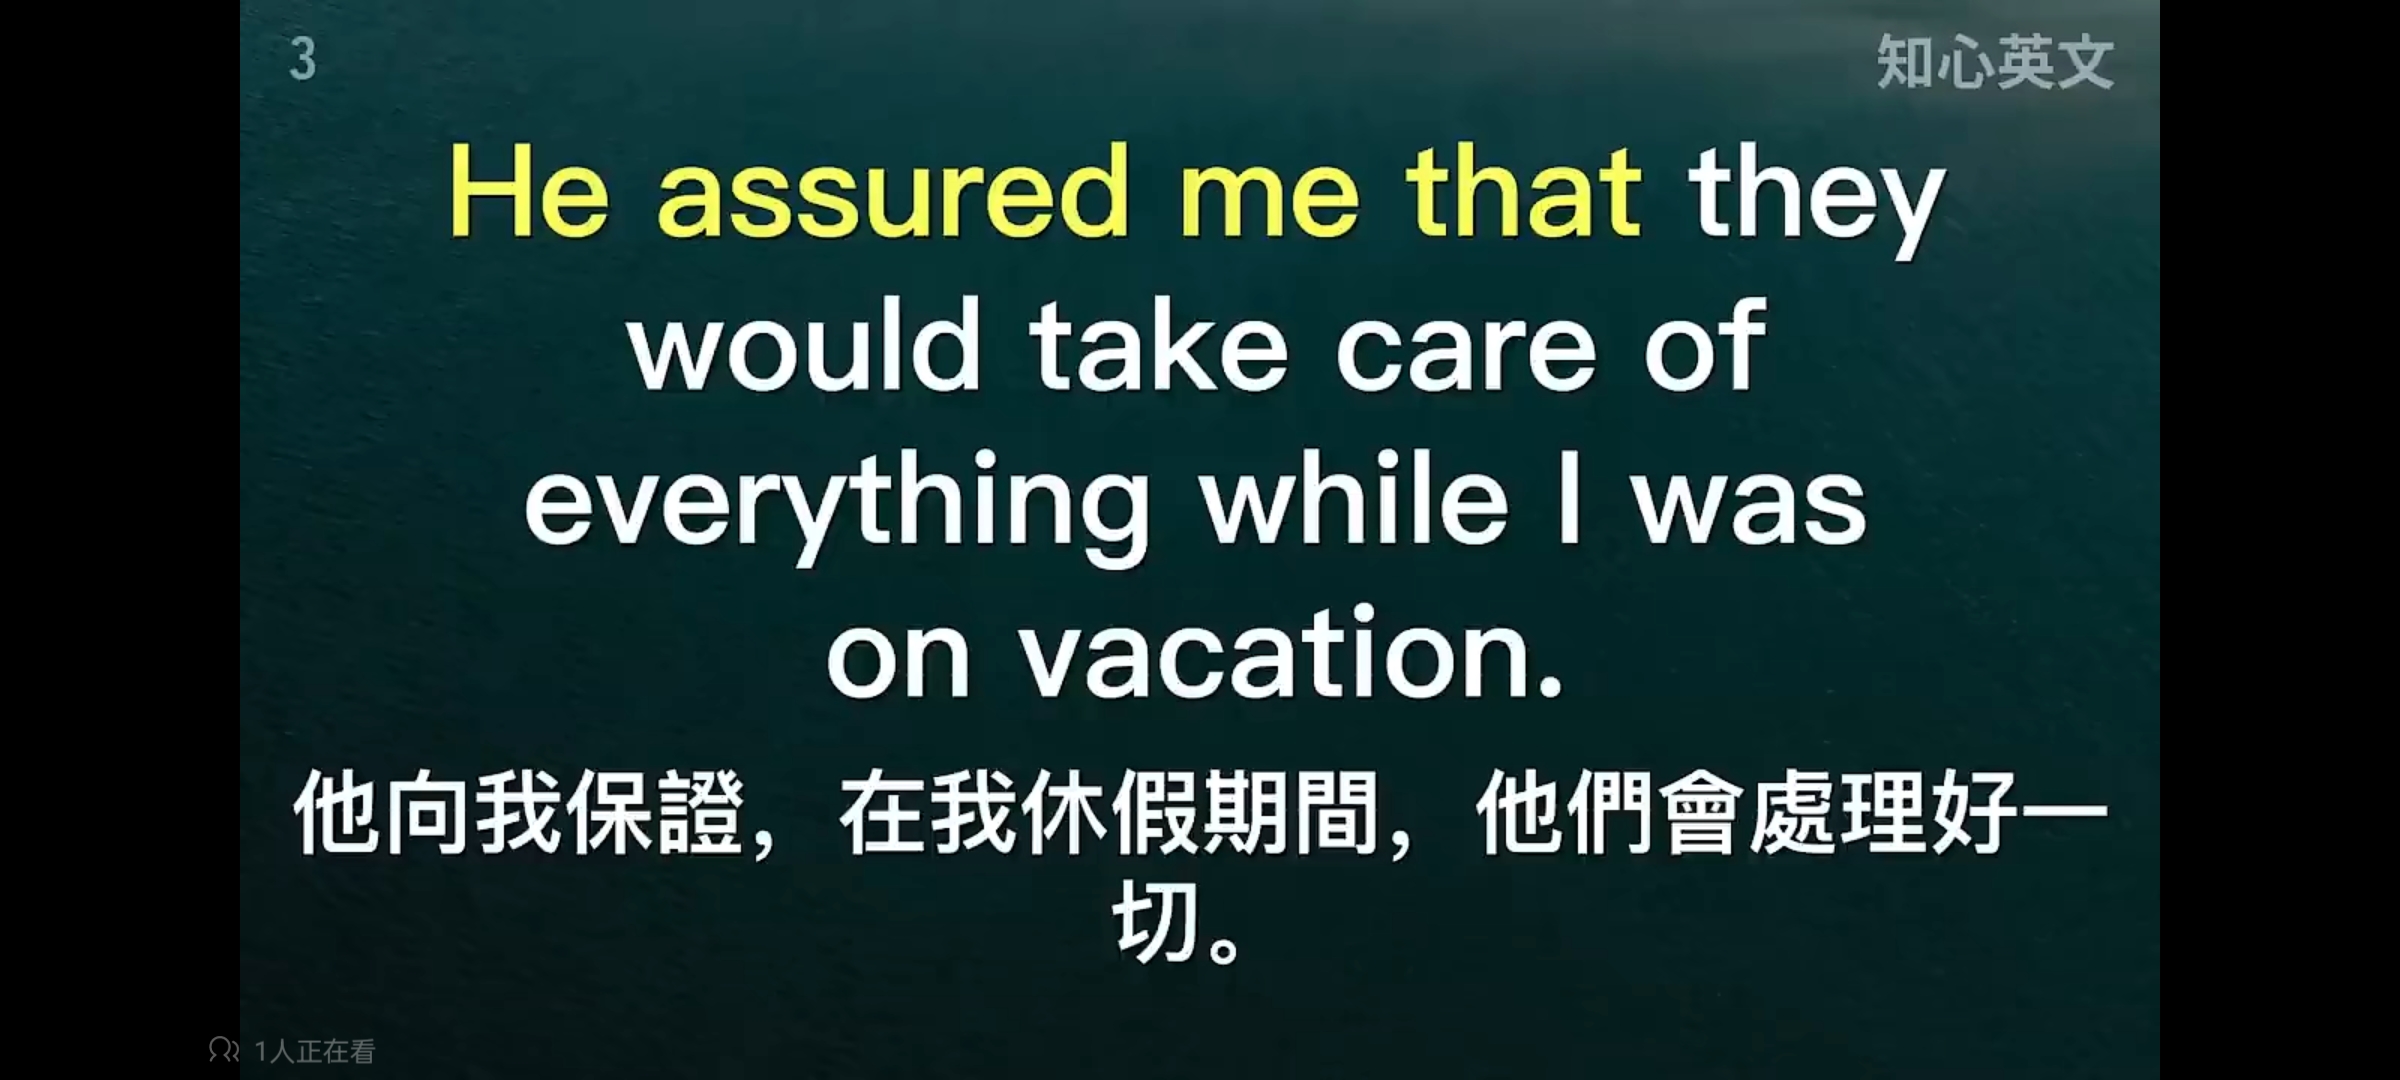 3
知心英文
He assured me that they
would take care of
everything while I was
on vacation.
他向我保證，在我休假期間，他們會處理好一
切。
1人正在看